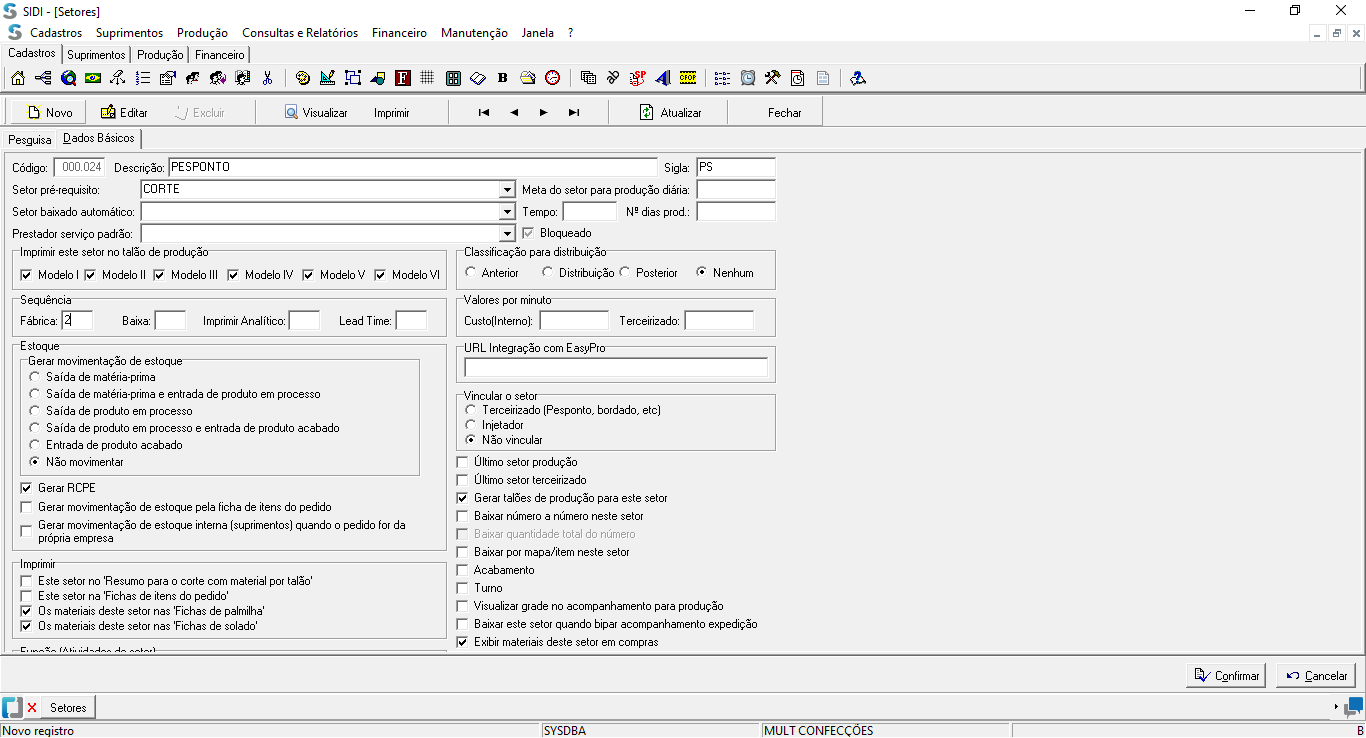 SIDI - [Setores]
Cadastros Suprimentos Produção Consultas e Relatórios Financeiro Manutenção Janela ?
Cadastros Suprimentos Produção Financeiro
F B SP CFOP
Novo Editar Excluir Visualizar Imprimir Atualizar Fechar
Pesquisa Dados Básicos
Código: 000.024 Descrição: PESPONTO Sigla: PS
Setor pré-requisito: CORTE Meta do setor para produção diária:
Setor baixado automático: Tempo: Nº dias prod.:
Prestador serviço padrão: Bloqueado
Imprimir este setor no talão de produção
Modelo I Modelo II Modelo III Modelo IV Modelo V Modelo VI
Classificação para distribuição
Anterior Distribuição Posterior Nenhum
Sequência
Fábrica: 2 Baixa: Imprimir Analítico: Lead Time:
Valores por minuto
Custo(Interno): Terceirizado:
Estoque
Gerar movimentação de estoque
Saída de matéria-prima
Saída de matéria-prima e entrada de produto em processo
Saída de produto em processo
Saída de produto em processo e entrada de produto acabado
Entrada de produto acabado
Não movimentar
Gerar RCPE
Gerar movimentação de estoque pela ficha de itens do pedido
Gerar movimentação de estoque interna (suprimentos) quando o pedido for da
própria empresa
Imprimir
Este setor no 'Resumo para o corte com material por talão'
Este setor na 'Fichas de itens do pedido'
Os materiais deste setor nas 'Fichas de palmilha'
Os materiais deste setor nas 'Fichas de solado'
Função (Atividades do setor)
URL Integração com EasyPro
Vincular o setor
Terceirizado (Pesponto, bordado, etc)
Injetador
Não vincular
Último setor produção
Último setor terceirizado
Gerar talões de produção para este setor
Baixar número a número neste setor
Baixar quantidade total do número
Baixar por mapa/item neste setor
Acabamento
Turno
Visualizar grade no acompanhamento para produção
Baixar este setor quando bipar acompanhamento expedição
Exibir materiais deste setor em compras
Confirmar Cancelar
Setores
Novo registro SYSDBA MULT CONFECÇÕES B